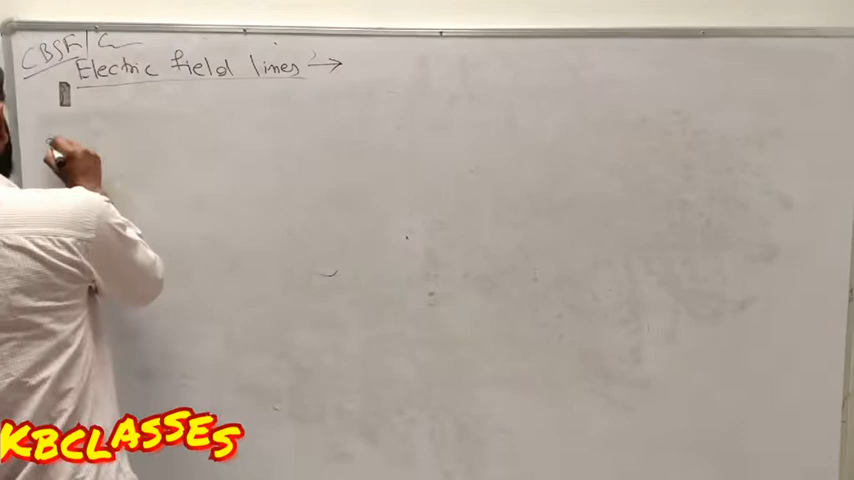 CBSE/
Electric field lines →
KBCLASSES